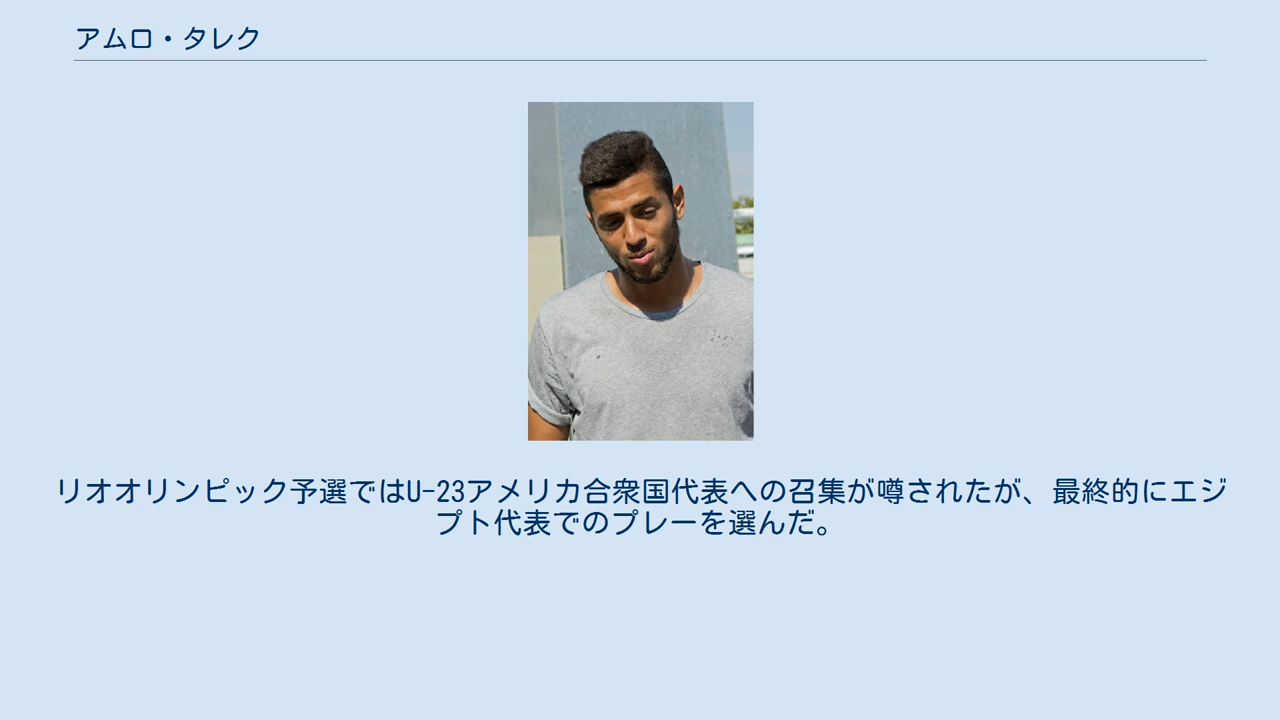 アムロ・タレク
リオオリンピック予選ではU-23アメリカ合衆国代表への召集が噂されたが、最終的にエジ
プト代表でのプレーを選んだ。